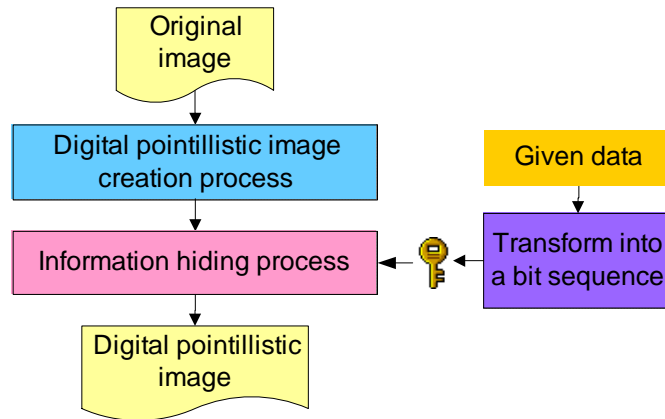 Original
image
Digital pointillistic image
creation process
Given data
Information hiding process
Transform into
a bit sequence
Digital pointillistic
image